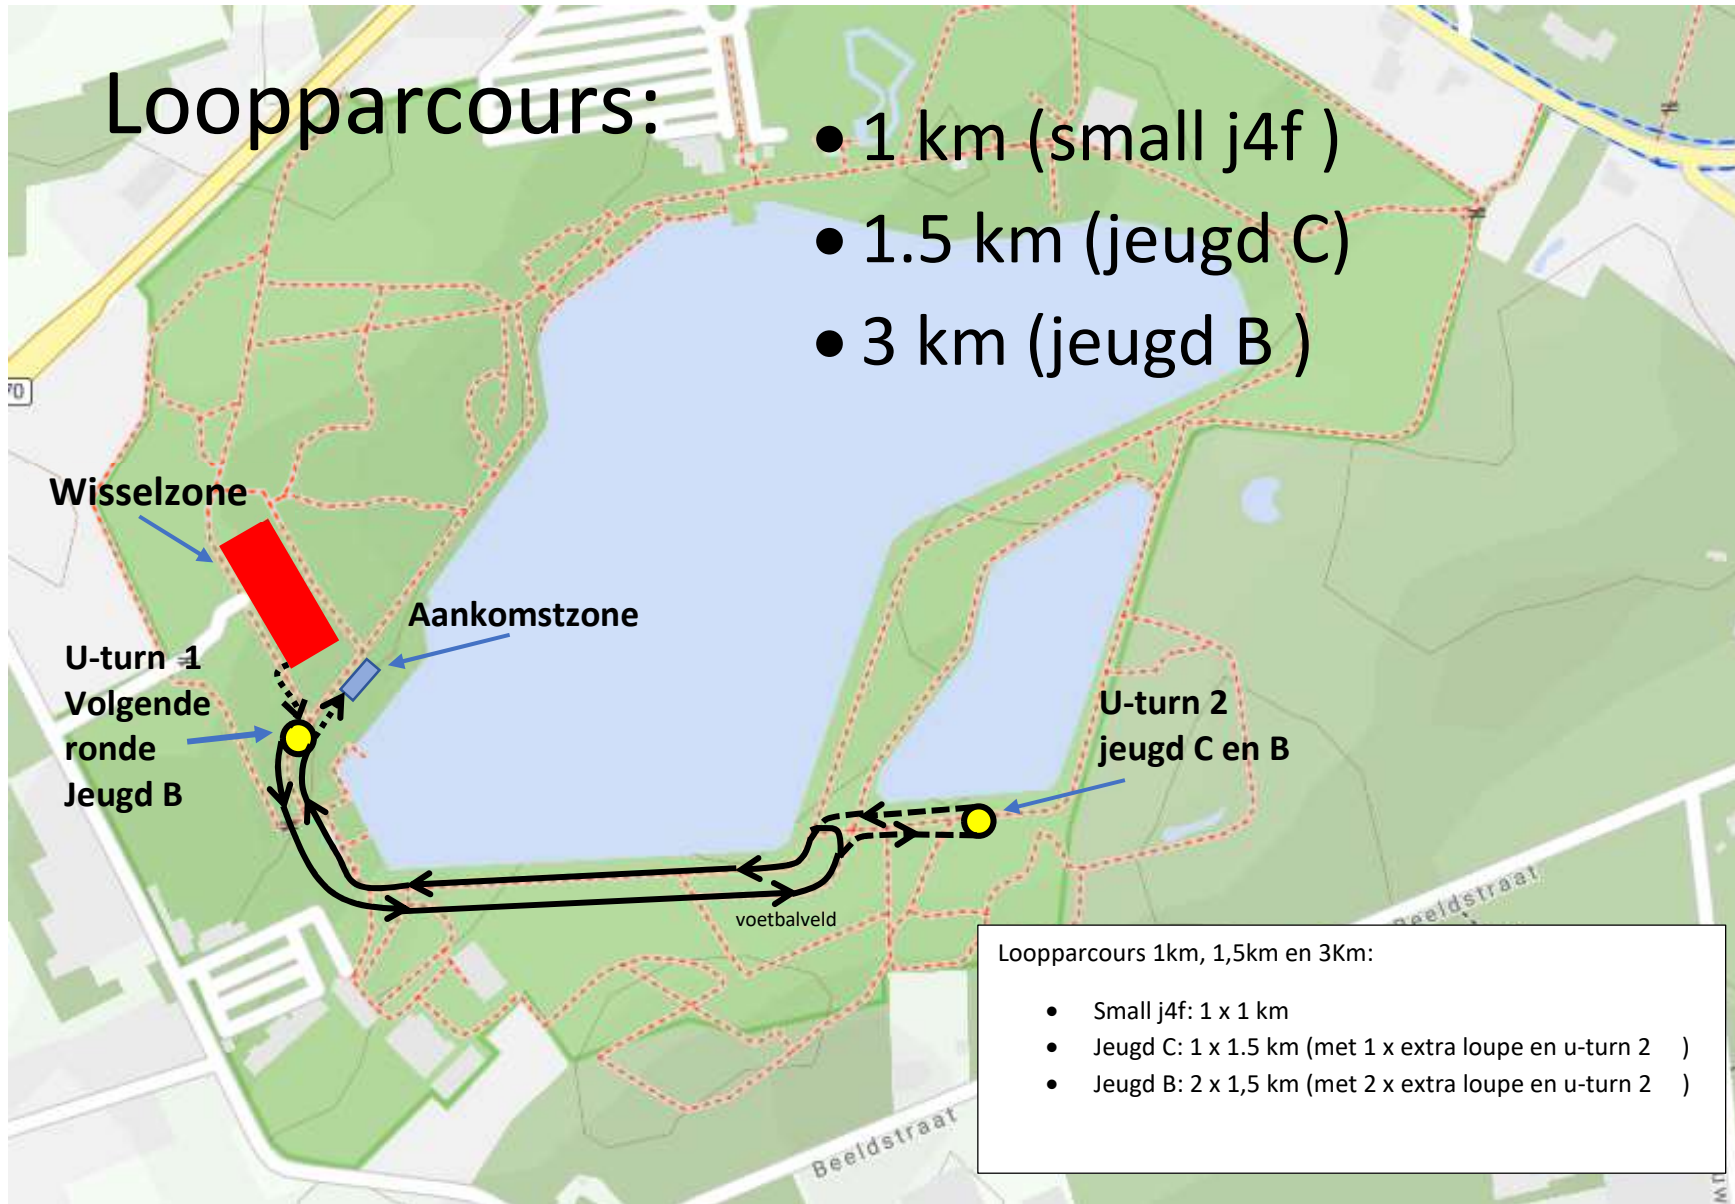 Loopparcours:
• 1 km (small j4f )
• 1.5 km (jeugd C)
• 3 km (jeugd B )
70
Wisselzone
Aankomstzone
U-turn 1
Volgende
ronde
Jeugd B
U-turn 2
jeugd C en B
voetbalveld
Beeldstraat
Loopparcours 1km, 1,5km en 3Km:
• Small j4f: 1 x 1 km
• Jeugd C: 1 x 1.5 km (met 1 x extra loupe en u-turn 2 )
• Jeugd B: 2 x 1,5 km (met 2 x extra loupe en u-turn 2 )
Beeldstraat